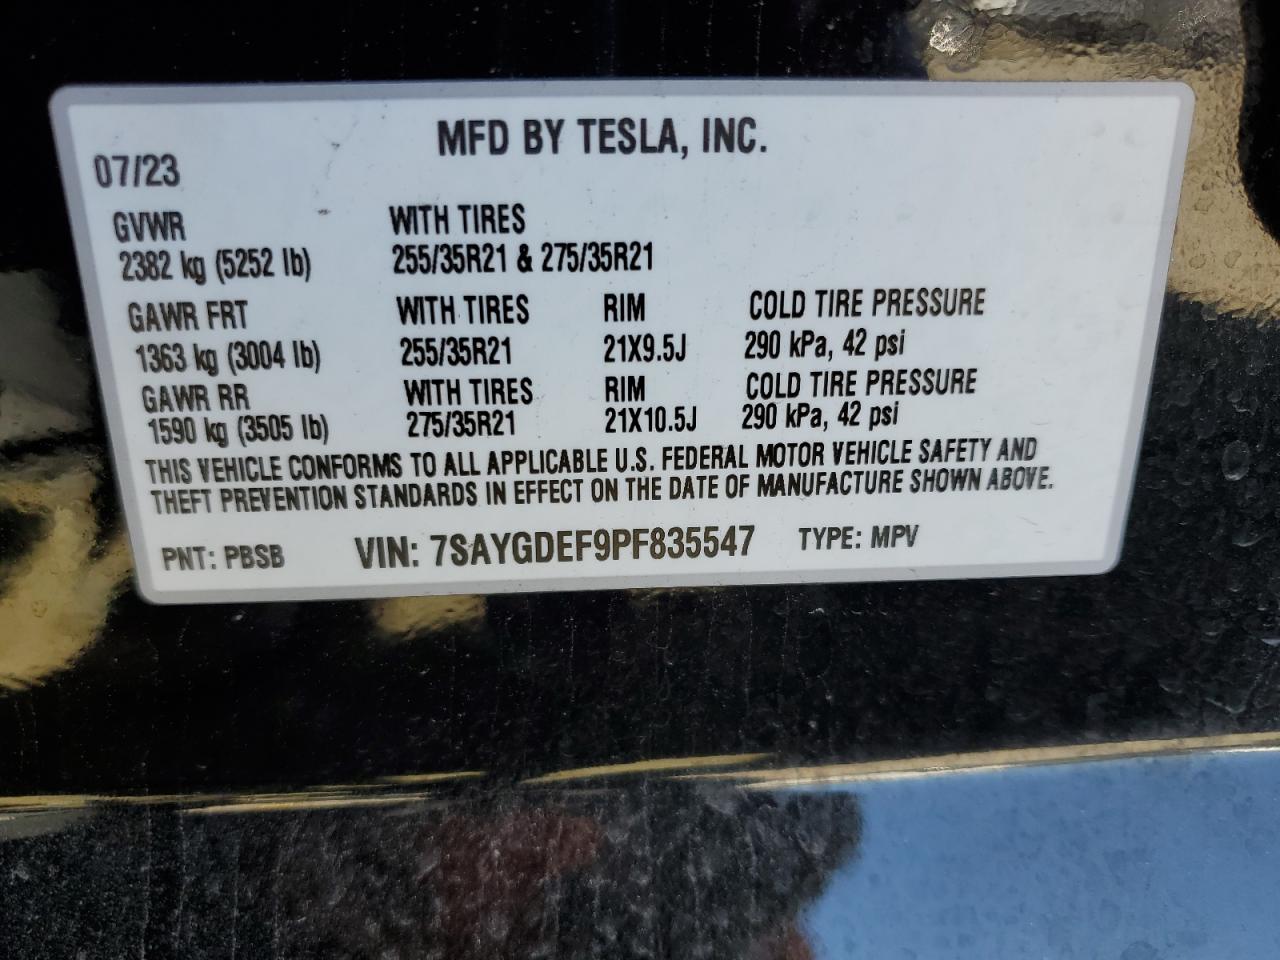 MFD BY TESLA, INC.
07/23
GVWR WITH TIRES
2382 kg (5252 lb) 255/35R21 & 275/35R21
GAWR FRT WITH TIRES RIM COLD TIRE PRESSURE
1363 kg (3004 lb) 255/35R21 21X9.5J 290 kPa, 42 psi
GAWR RR WITH TIRES RIM COLD TIRE PRESSURE
1590 kg (3505 lb) 275/35R21 21X10.5J 290 kPa, 42 psi
THIS VEHICLE CONFORMS TO ALL APPLICABLE U.S. FEDERAL MOTOR VEHICLE SAFETY AND
THEFT PREVENTION STANDARDS IN EFFECT ON THE DATE OF MANUFACTURE SHOWN ABOVE.
PNT: PBSB VIN: 7SAYGDEF9PF835547 TYPE: MPV